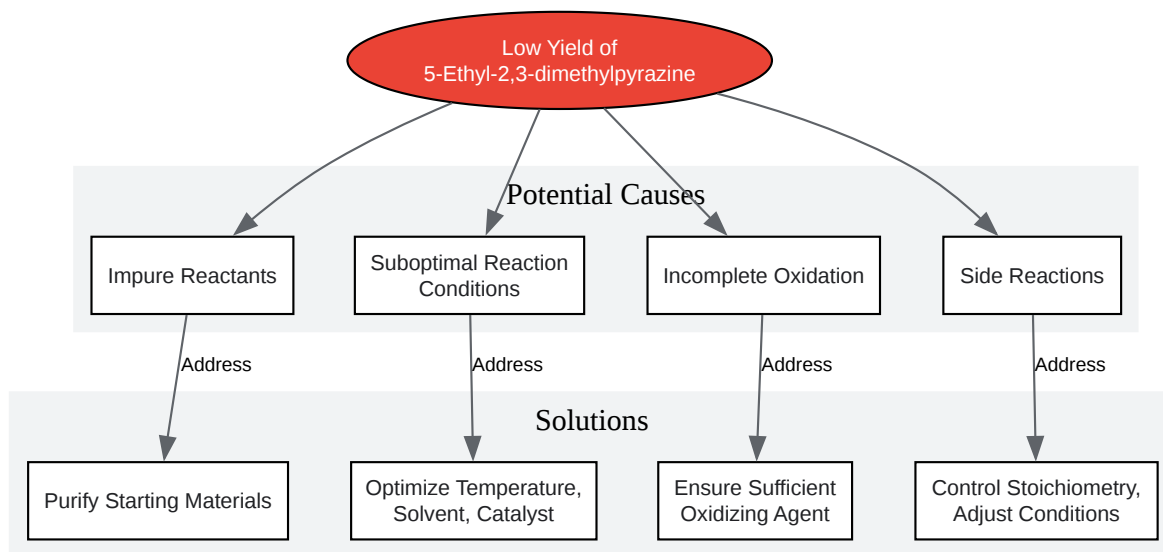 Low Yield of
5-Ethyl-2,3-dimethylpyrazine
Potential Causes
Impure Reactants
Suboptimal Reaction
Conditions
Incomplete Oxidation
Side Reactions
Address
Address
Address
Address
Solutions
Purify Starting Materials
Optimize Temperature,
Solvent, Catalyst
Ensure Sufficient
Oxidizing Agent
Control Stoichiometry,
Adjust Conditions